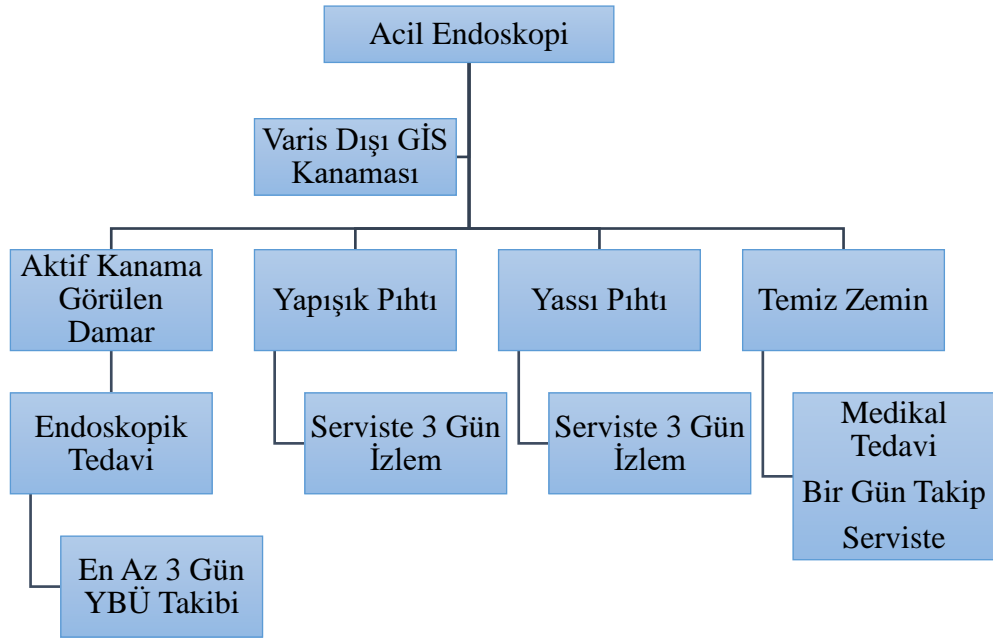 Acil Endoskopi
Varis Dışı GİS
Kanaması
Aktif Kanama
Görülen
Damar
Yapışık Pıhtı
Yassı Pıhtı
Temiz Zemin
Endoskopik
Tedavi
Serviste 3 Gün
İzlem
Serviste 3 Gün
İzlem
Medikal
Tedavi
Bir Gün Takip
Serviste
En Az 3 Gün
YBÜ Takibi